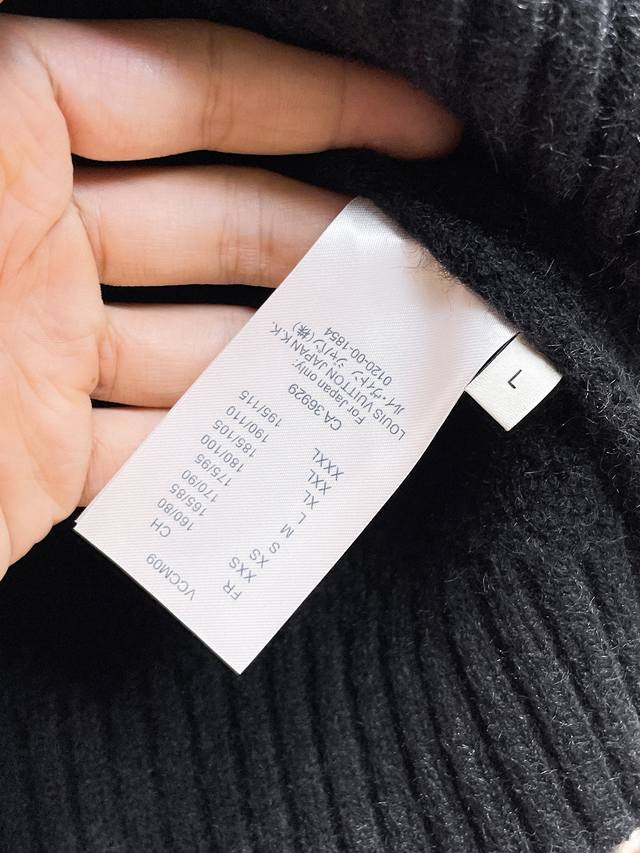 VCCM09
FR CH
XXS 160/80
XS 165/85
S 170/90
M 175/95
L 180/100
XL 185/105
XXL 190/110
XXXL 195/115
CA 36929
For Japan only:
LOUIS VUITTON JAPAN K.K.
ルイ・ヴィトン ジャパン(株)
0120-00-1854
L